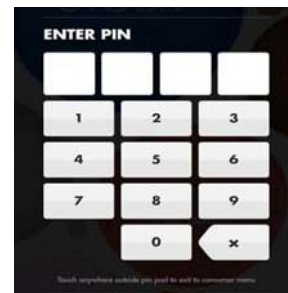 ENTER PIN
1 2 3
4 5 6
7 8 9
0 ×
Touch anywhere outside pin pad to exit to consumer menu